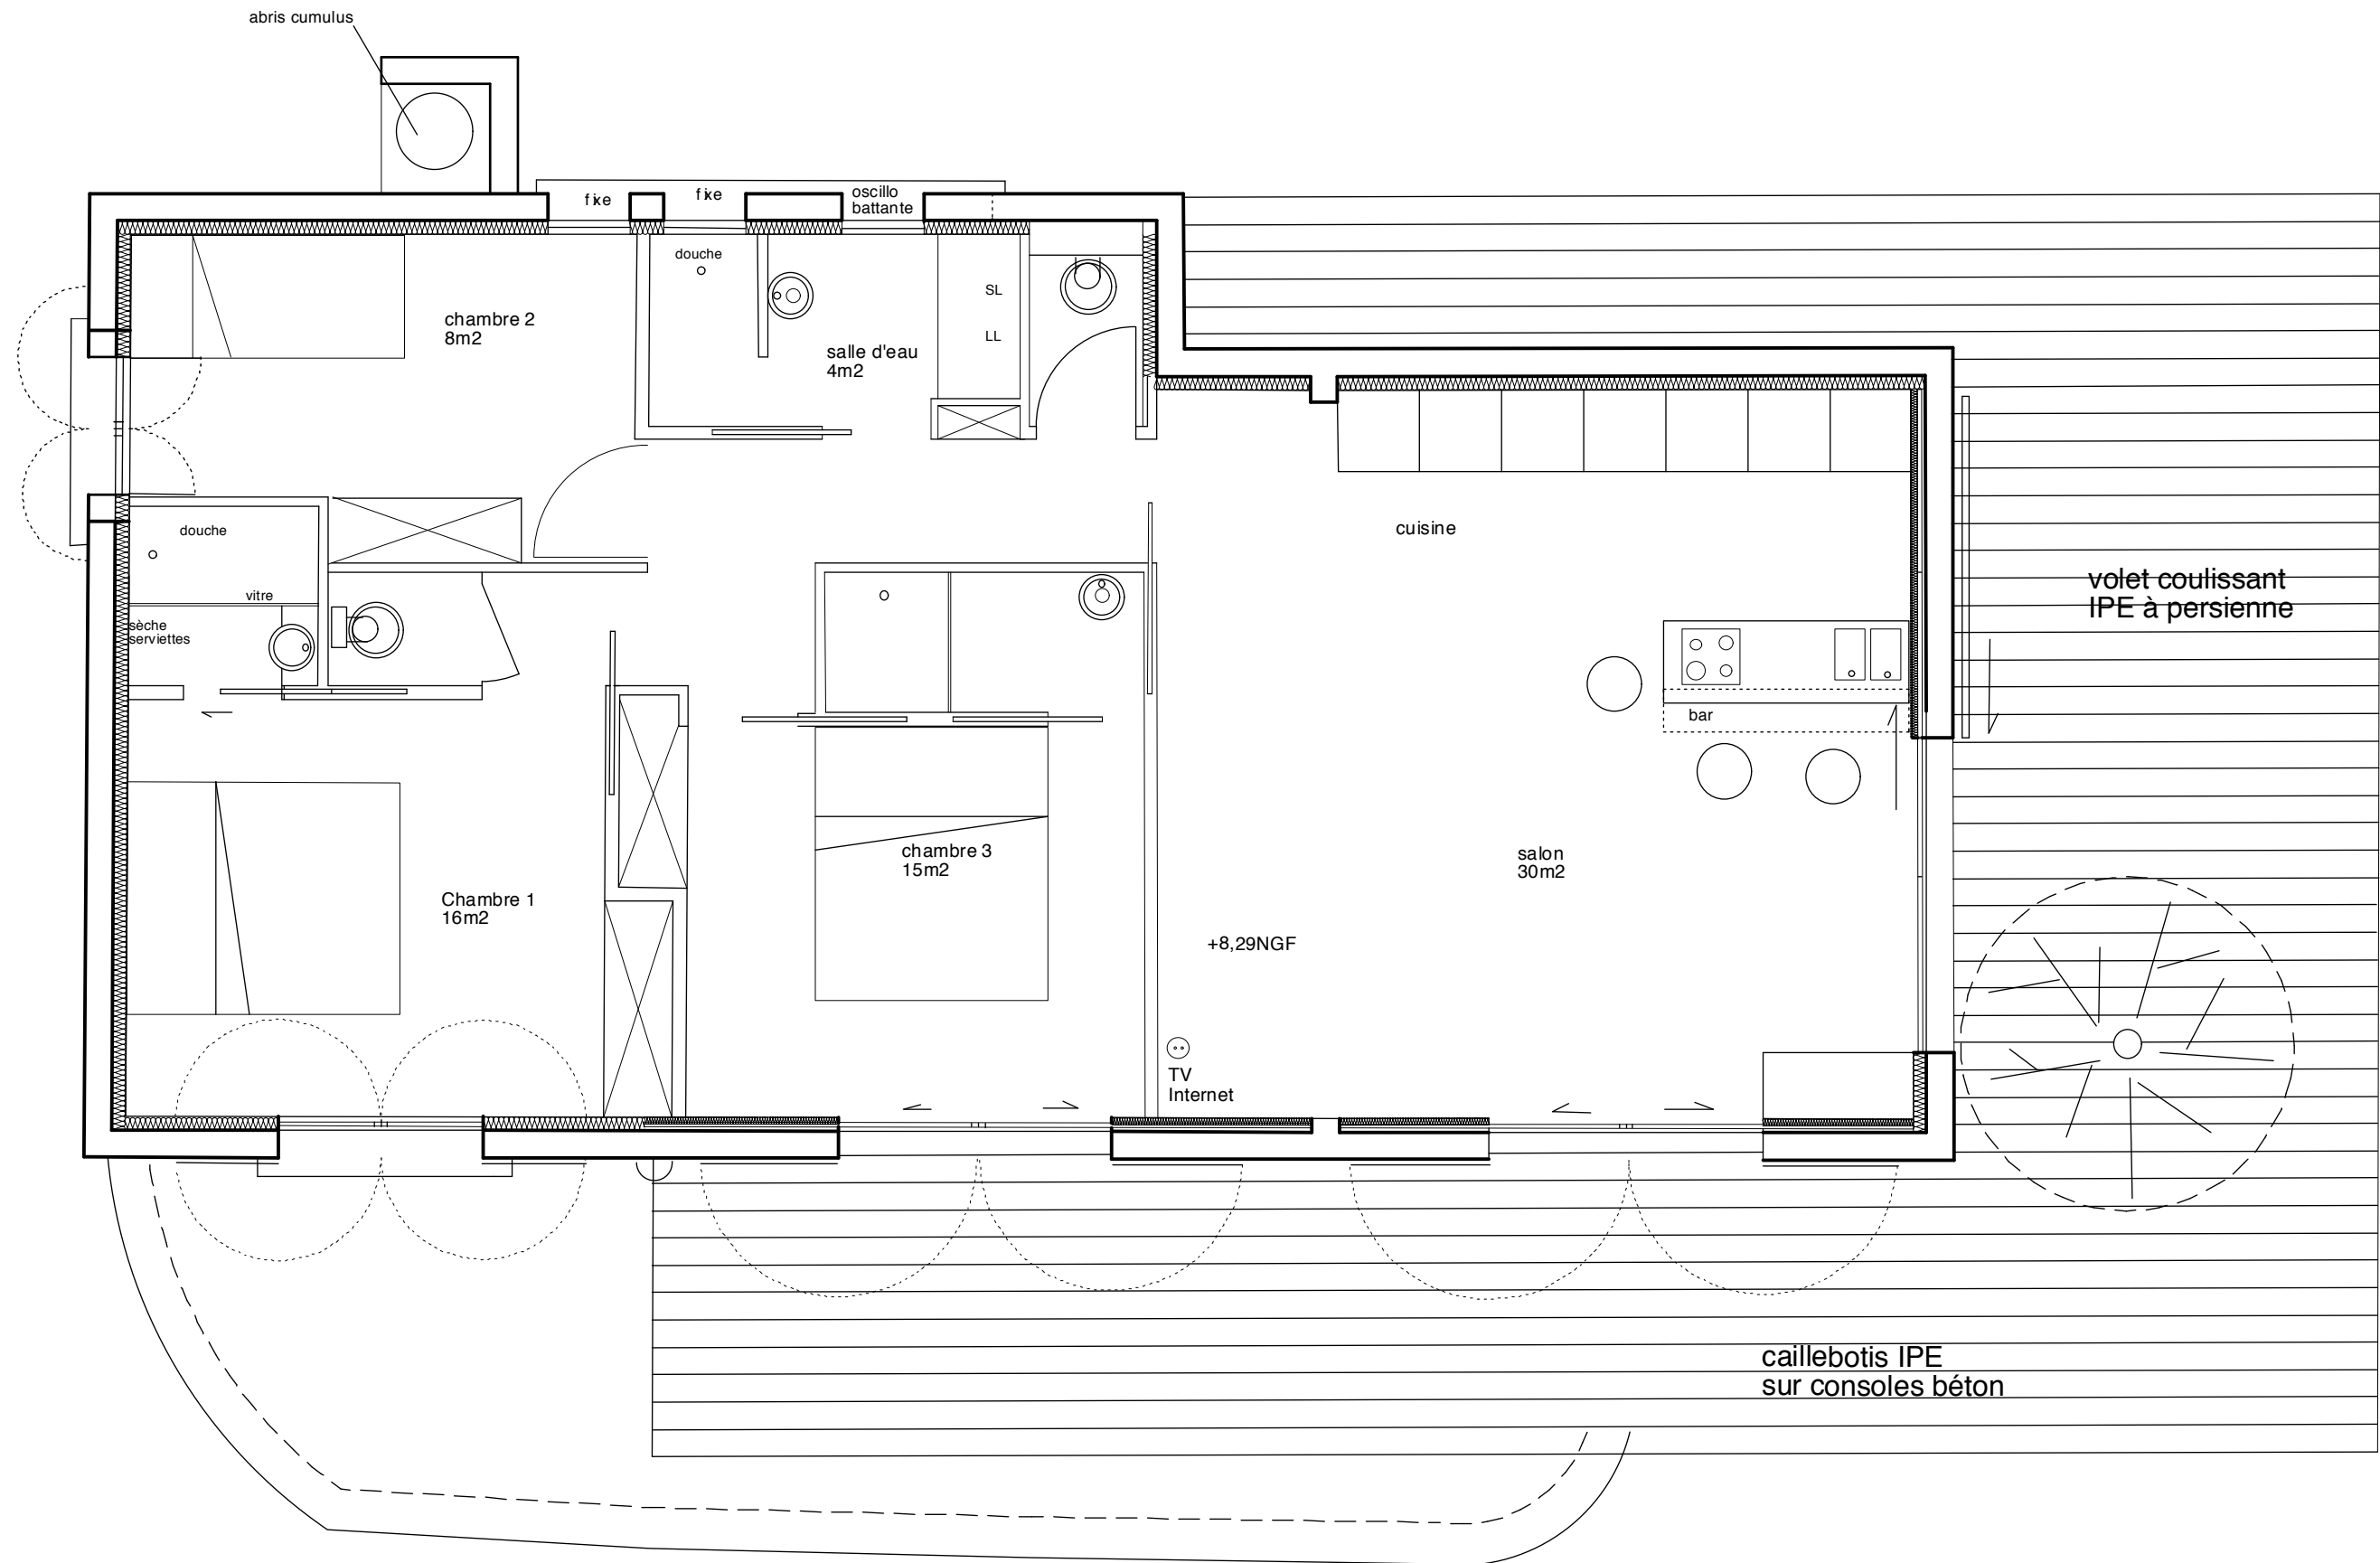 abris cumulus
fixe
fixe
oscillo
battante
douche
chambre 2
8m2
SL
LL
salle d'eau
4m2
douche
cuisine
vitre
sèche
serviettes
volet coulissant
IPE à persienne
bar
chambre 3
15m2
salon
30m2
Chambre 1
16m2
+8,29NGF
TV
Internet
caillebotis IPE
sur consoles béton